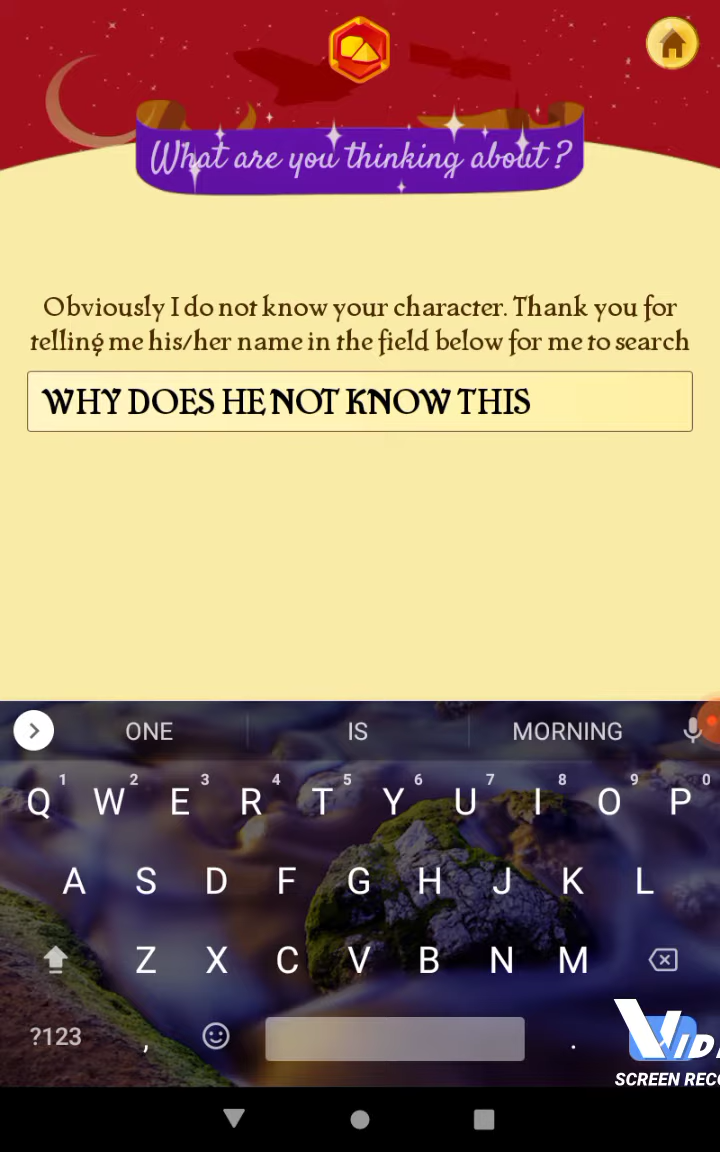 What are you thinking about ?
Obviously I do not know your character. Thank you for
telling me his/her name in the field below for me to search
WHY DOES HE NOT KNOW THIS
ONE IS MORNING
1 2 3 4 5 6 7 8 9 0
Q W E R T Y U I O P
A S D F G H J K L
Z X C V B N M
?123 , .
SCREEN